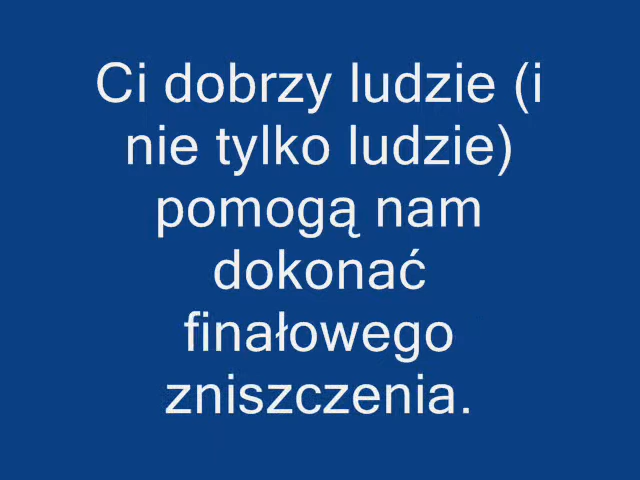 Ci dobrzy ludzie (i
nie tylko ludzie)
pomogą nam
dokonać
finałowego
zniszczenia.